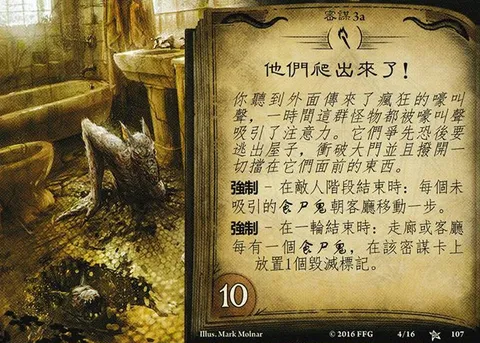 密謀 3a
他們爬出來了！
你聽到外面傳來了瘋狂的嚎叫
聲，一時間這群怪物都被嚎叫聲
吸引了注意力。它們爭先恐後要
逃出屋子，衝破大門並且撥開一
切擋在它們面前的東西。
強制 – 在敵人階段結束時：每個未
吸引的食尸鬼朝客廳移動一步。
強制 – 在一輪結束時：走廊或客廳
每有一個食尸鬼，在該密謀卡上
放置1個毀滅標記。
10
Illus. Mark Molnar
© 2016 FFG
4/16
107